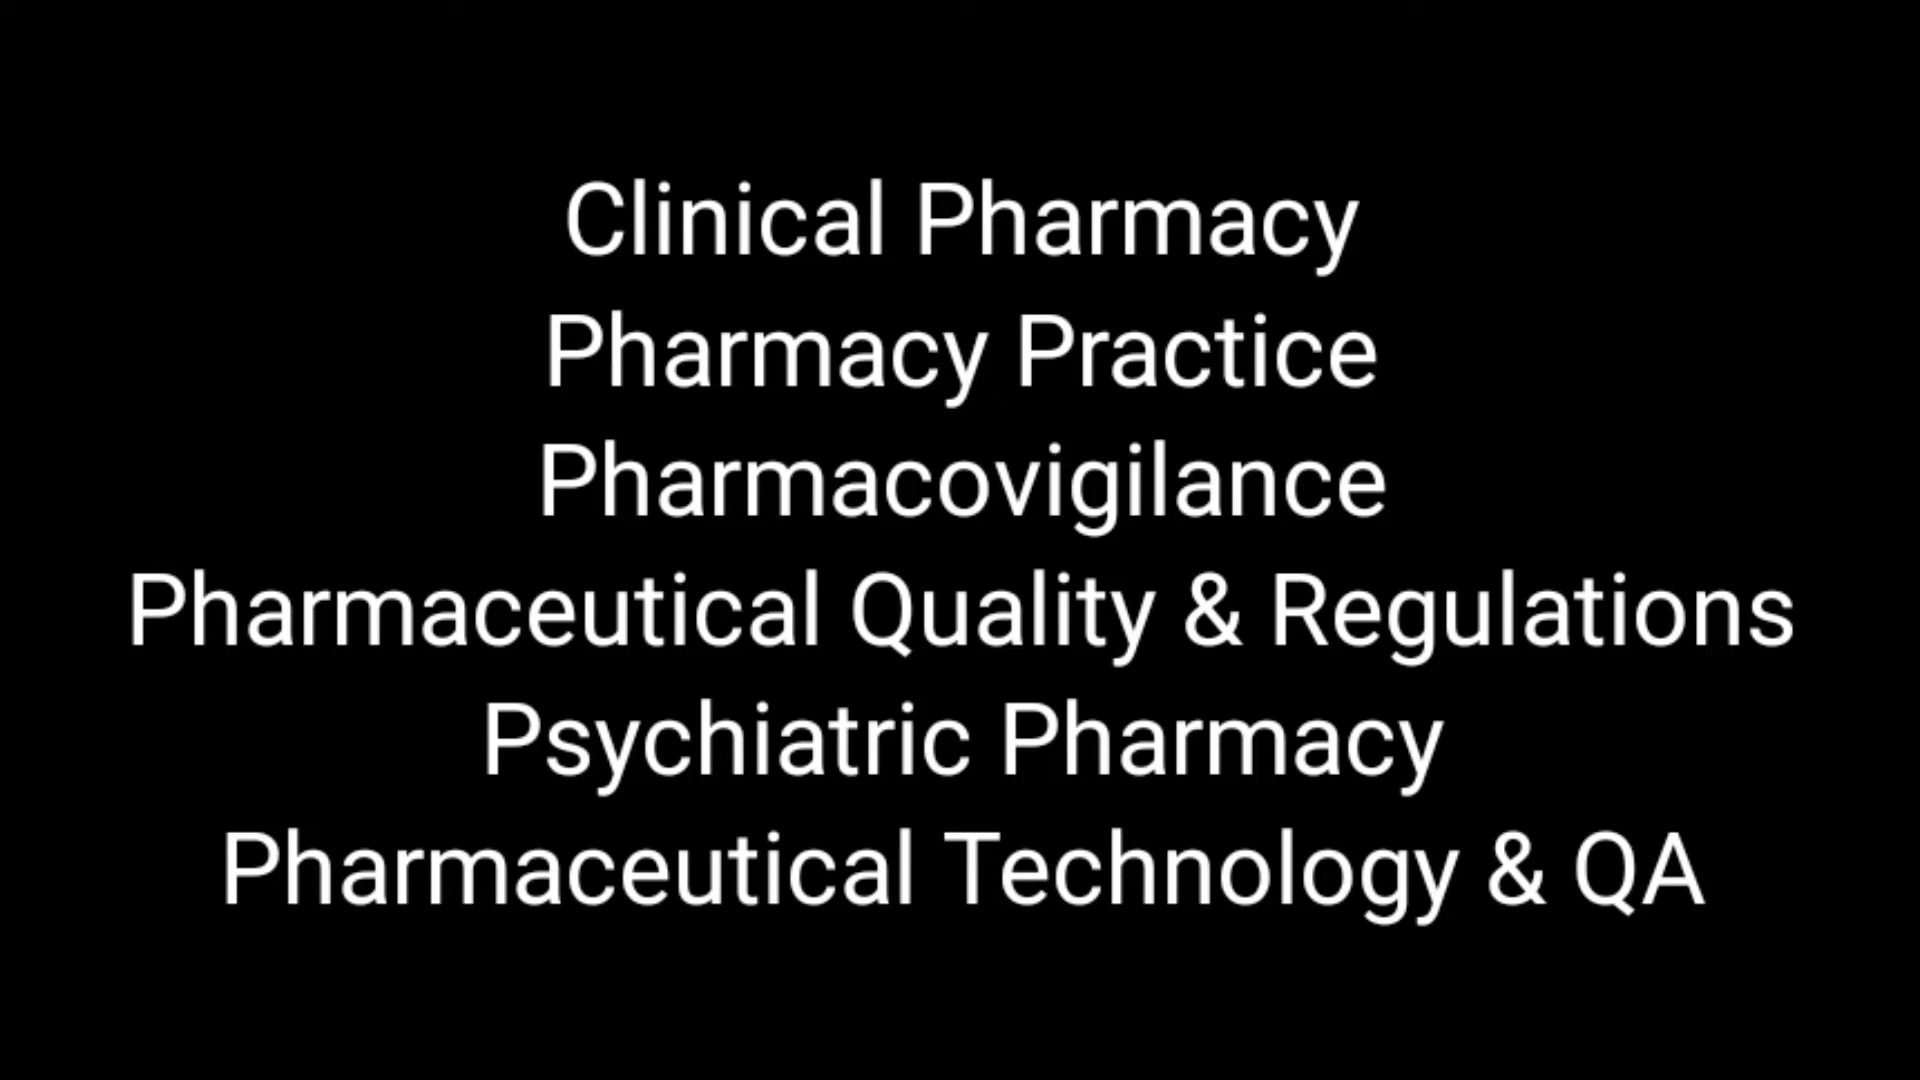 Clinical Pharmacy
Pharmacy Practice
Pharmacovigilance
Pharmaceutical Quality & Regulations
Psychiatric Pharmacy
Pharmaceutical Technology & QA